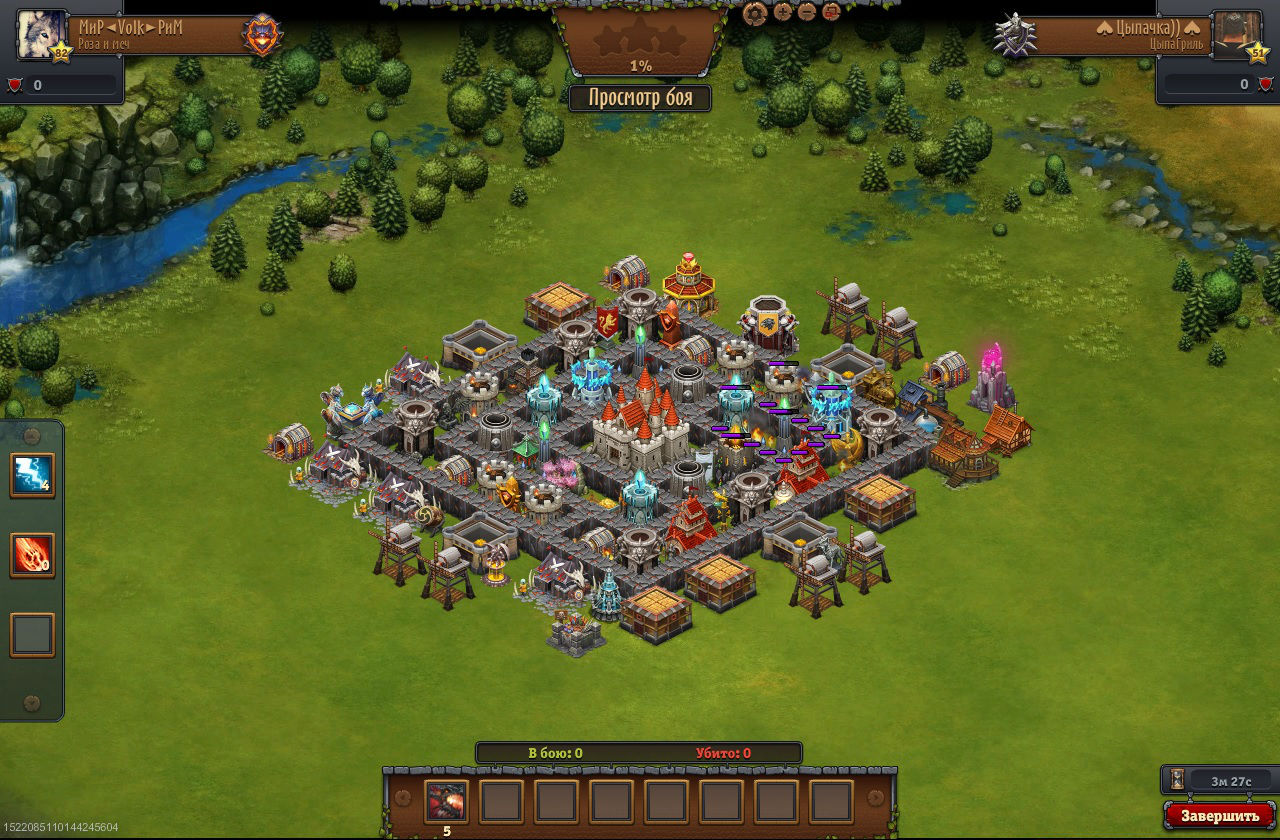 МиР◄Volk►РиМ
Роза и меч
82
0
1%
Просмотр боя
♠ Цыпачка)) ♠
ЦыпаГриль
51
0
4
0
В бою: 0
Убито: 0
5
3м 27с
Завершить
1522085110144245604